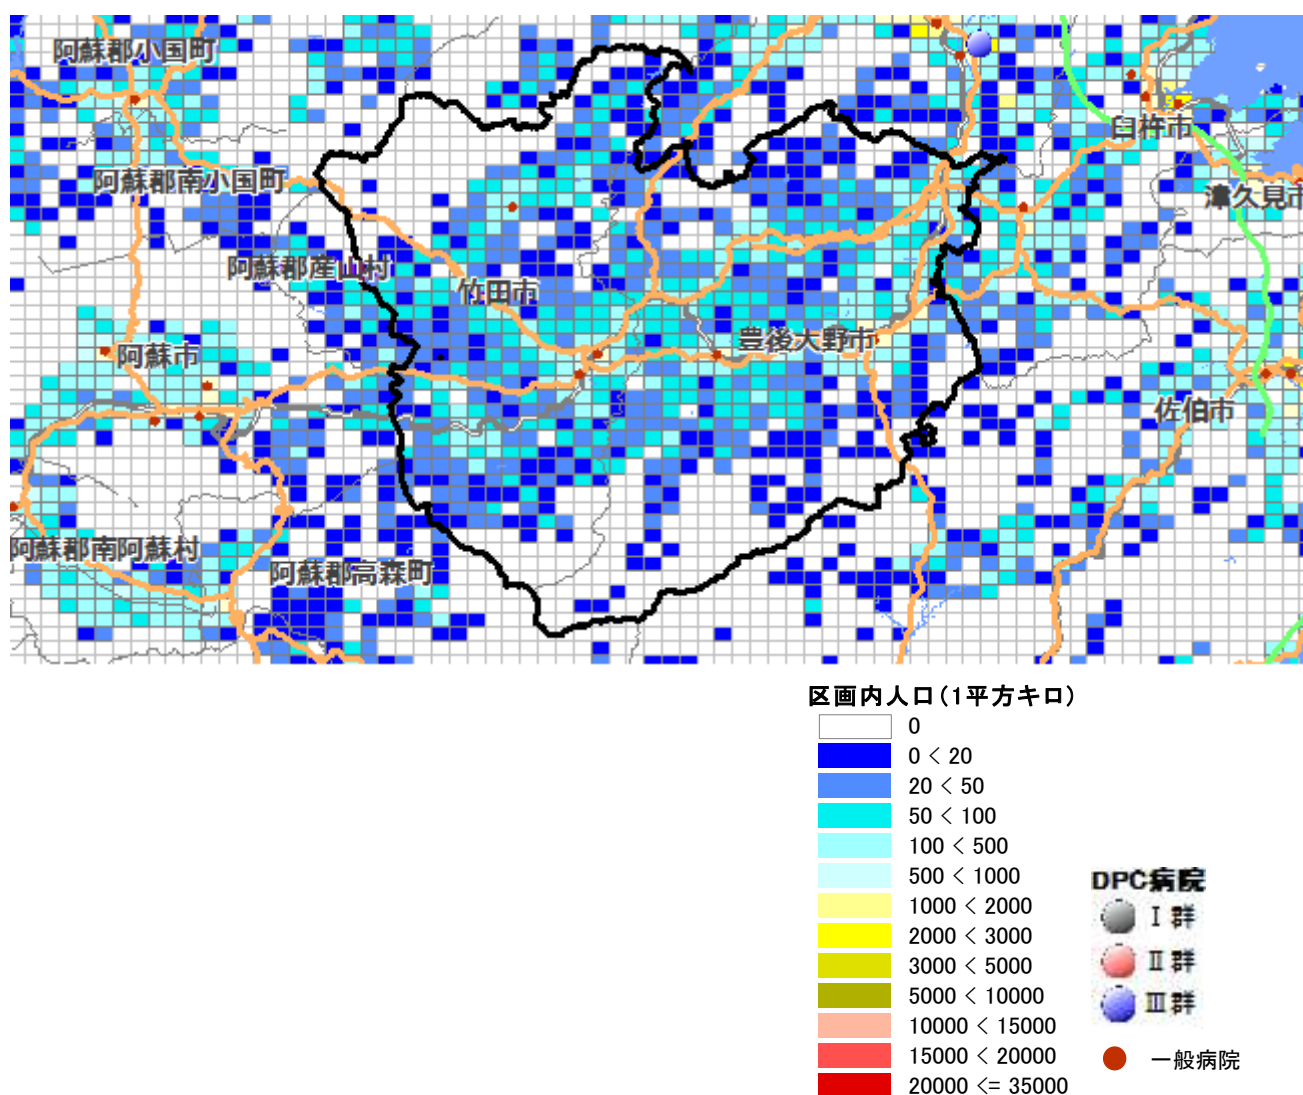 阿蘇郡小国町
臼杵市
阿蘇郡南小国町
津久見市
阿蘇郡産山村
竹田市
豊後大野市
阿蘇市
佐伯市
阿蘇郡南阿蘇村
阿蘇郡高森町
区画内人口(1平方キロ)
0
0 < 20
20 < 50
50 < 100
100 < 500
500 < 1000
1000 < 2000
2000 < 3000
3000 < 5000
5000 < 10000
10000 < 15000
15000 < 20000
20000 <= 35000
DPC病院
Ⅰ群
Ⅱ群
Ⅲ群
一般病院